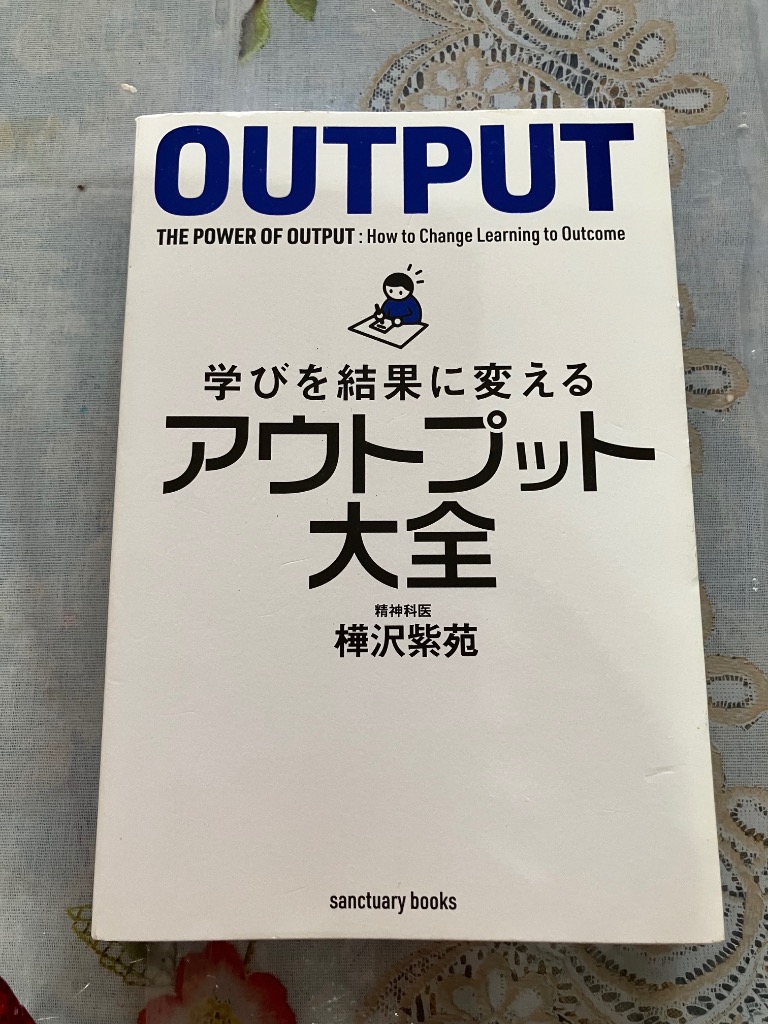 OUTPUT
THE POWER OF OUTPUT : How to Change Learning to Outcome
学びを結果に変える
アウトプット
大全
精神科医
樺沢紫苑
sanctuary books